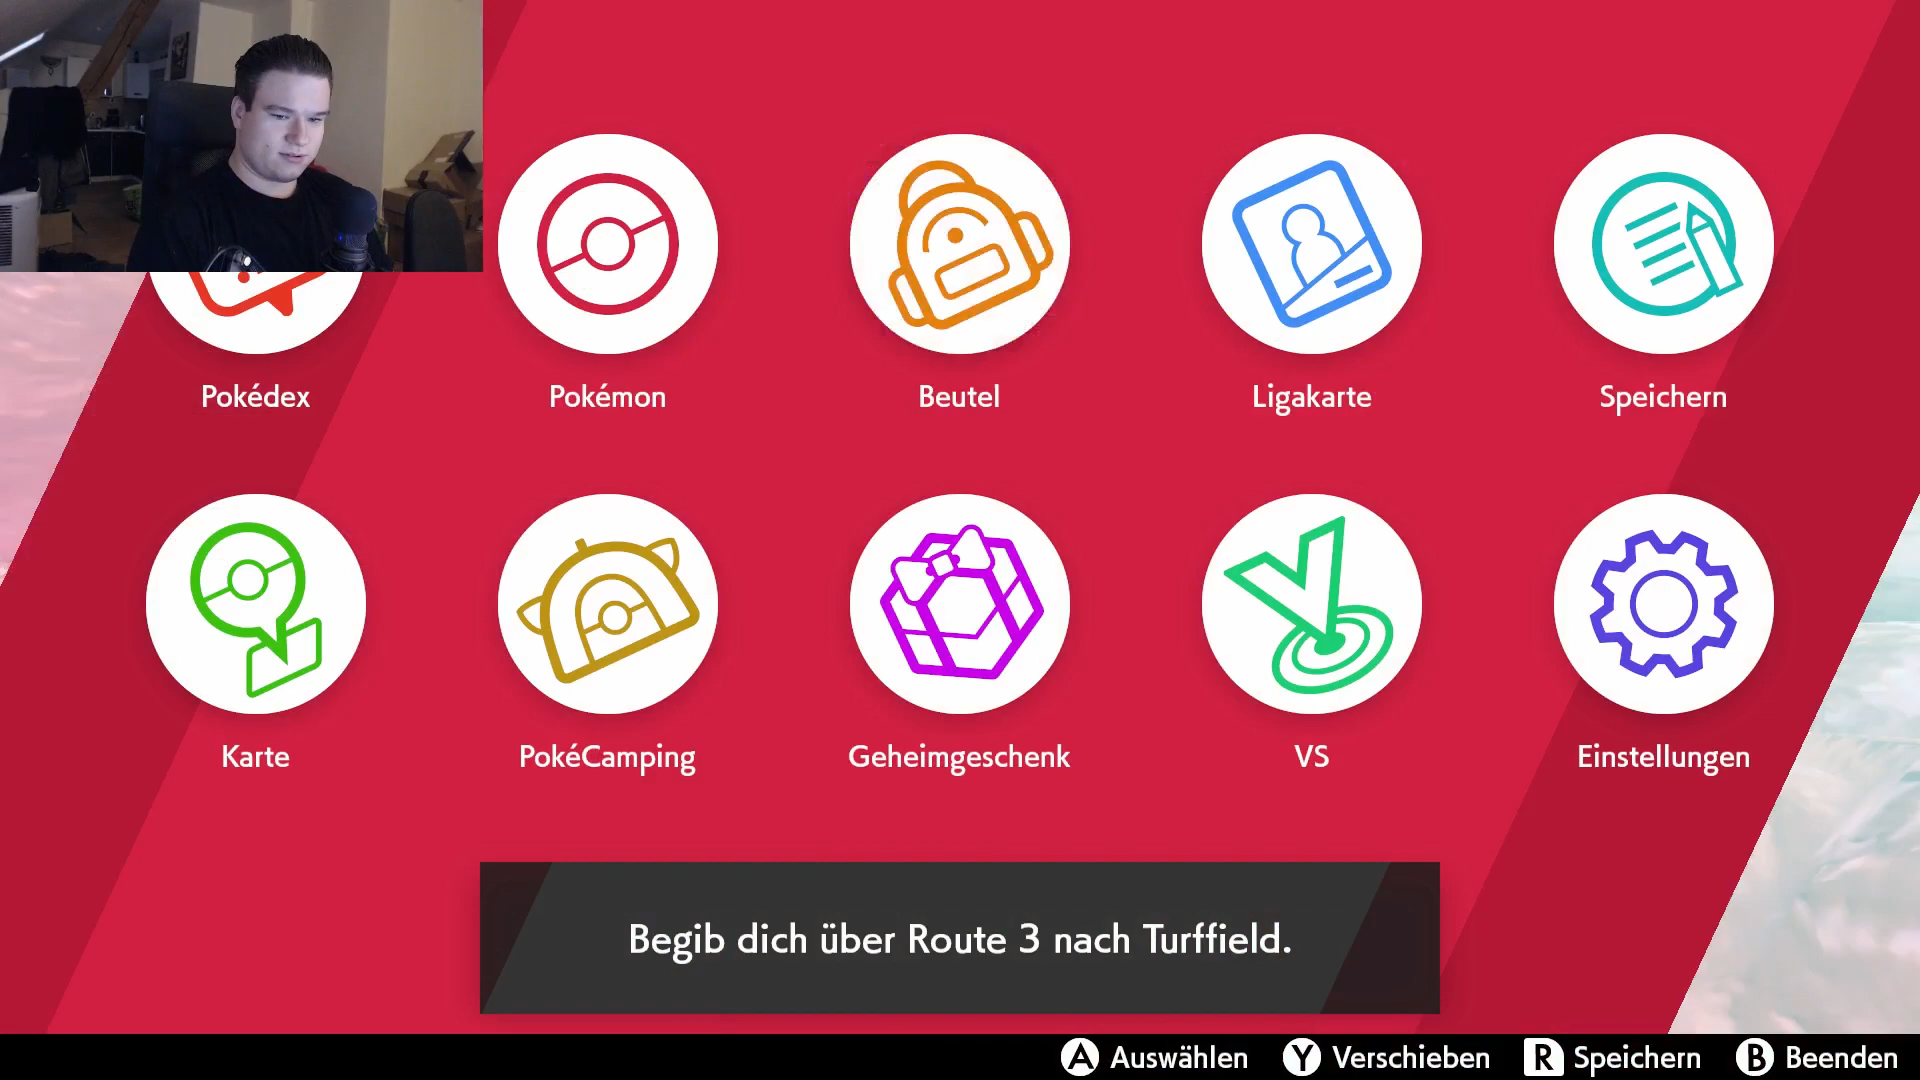 Pokédex
Pokémon
Beutel
Ligakarte
Speichern
Karte
PokéCamping
Geheimgeschenk
VS
Einstellungen
Begib dich über Route 3 nach Turffield.
A Auswählen Y Verschieben R Speichern B Beenden